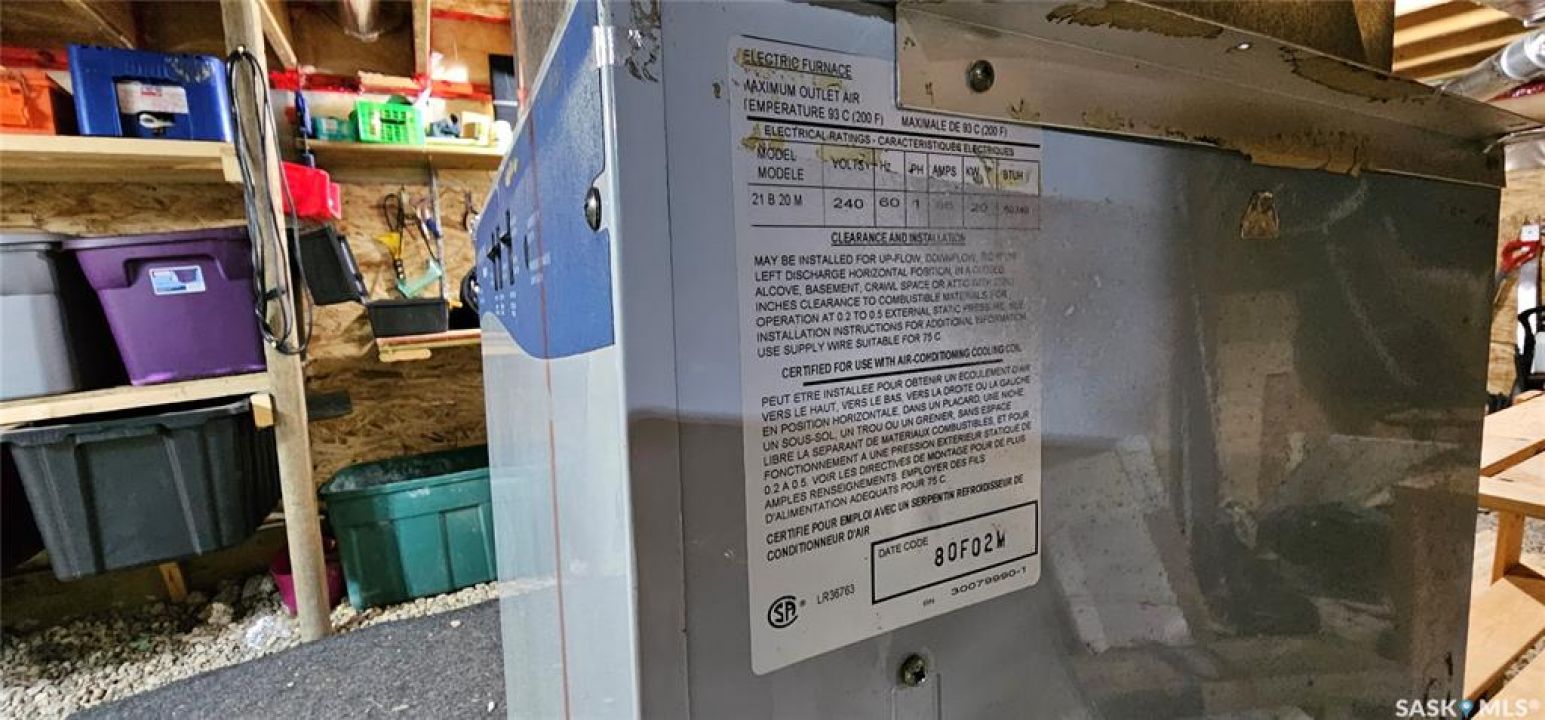 ELECTRIC FURNACE
MAXIMUM OUTLET AIR
TEMPERATURE 93 C (200 F) MAXIMALE DE 93 C (200 F)
ELECTRICAL RATINGS - CARACTERISTIQUES ELECTRIQUES
MODEL VOLTS Hz PH AMPS KW BTUH
MODELE
21 B 20 M 240 60 1 20
CLEARANCE AND INSTALLATION
MAY BE INSTALLED FOR UP-FLOW, DOWNFLOW,
LEFT DISCHARGE HORIZONTAL POSITION, IN A
ALCOVE, BASEMENT, CRAWL SPACE OR ATTIC WITH
INCHES CLEARANCE TO COMBUSTIBLE MATERIALS. FOR
OPERATION AT 0.2 TO 0.5 EXTERNAL STATIC PRESSURE.
INSTALLATION INSTRUCTIONS FOR ADDITIONAL INFORMATION
USE SUPPLY WIRE SUITABLE FOR 75 C.
CERTIFIED FOR USE WITH AIR-CONDITIONING COOLING COIL
PEUT ETRE INSTALLEE POUR OBTENIR UN ECOULEMENT D'AIR
VERS LE HAUT, VERS LE BAS, VERS LA DROITE OU LA GAUCHE
EN POSITION HORIZONTALE, DANS UN PLACARD, UNE NICHE,
UN SOUS-SOL, UN TROU OU UN GRENIER, SANS ESPACE
LIBRE LA SEPARANT DE MATERIAUX COMBUSTIBLES, ET POUR
FONCTIONNEMENT A UNE PRESSION EXTERIEUR STATIQUE DE
0.2 A 0.5. VOIR LES DIRECTIVES DE MONTAGE POUR DE PLUS
AMPLES RENSEIGNEMENTS. EMPLOYER DES FILS
D'ALIMENTATION ADEQUATS POUR 75 C.
CERTIFIE POUR EMPLOI AVEC UN SERPENTIN REFROIDISSEUR DE
CONDITIONNEUR D'AIR
DATE CODE 80F02M
SA ® LR36763
PN 30079990-1
SASK MLS®